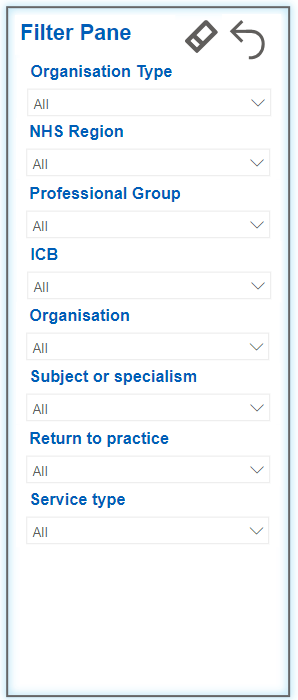 Filter Pane
Organisation Type
All
NHS Region
All
Professional Group
All
ICB
All
Organisation
All
Subject or specialism
All
Return to practice
All
Service type
All